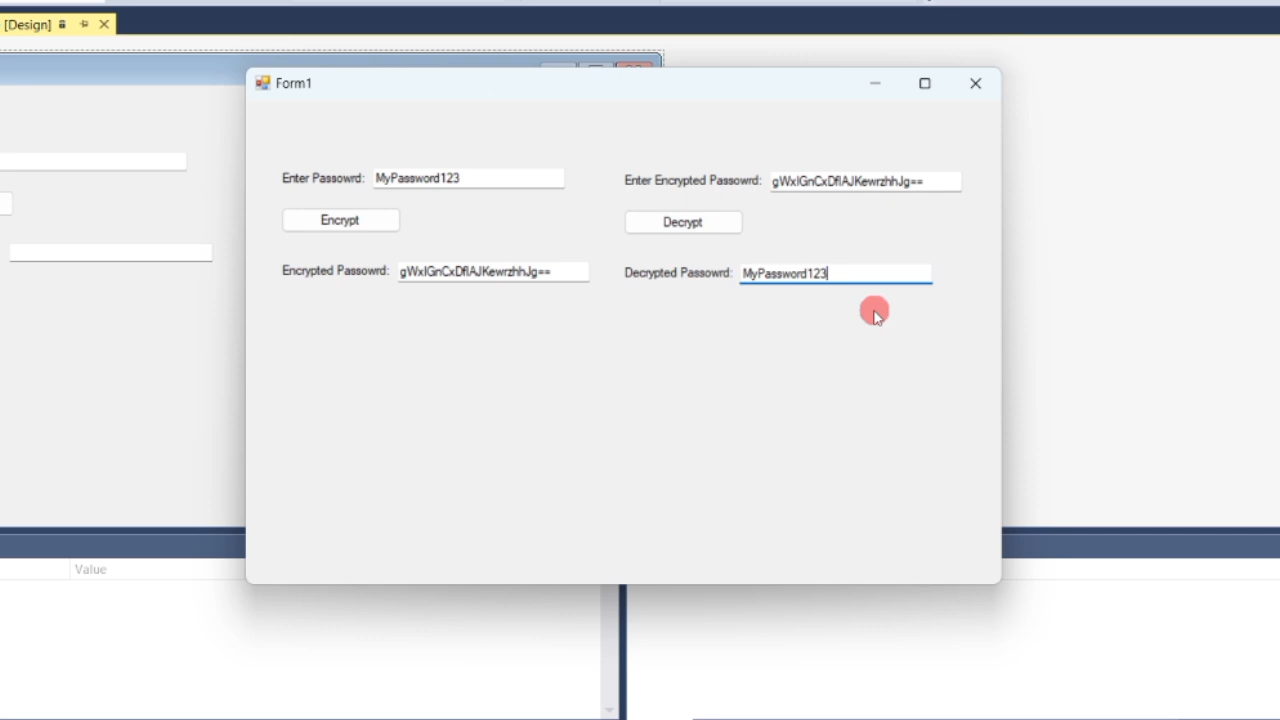 [Design]
Form1
Enter Passowrd: MyPassword123
Encrypt
Encrypted Passowrd: gWxIGnCxDfIAJKewrzhhJg==
Enter Encrypted Passowrd: gWxIGnCxDfIAJKewrzhhJg==
Decrypt
Decrypted Passowrd: MyPassword123
Value